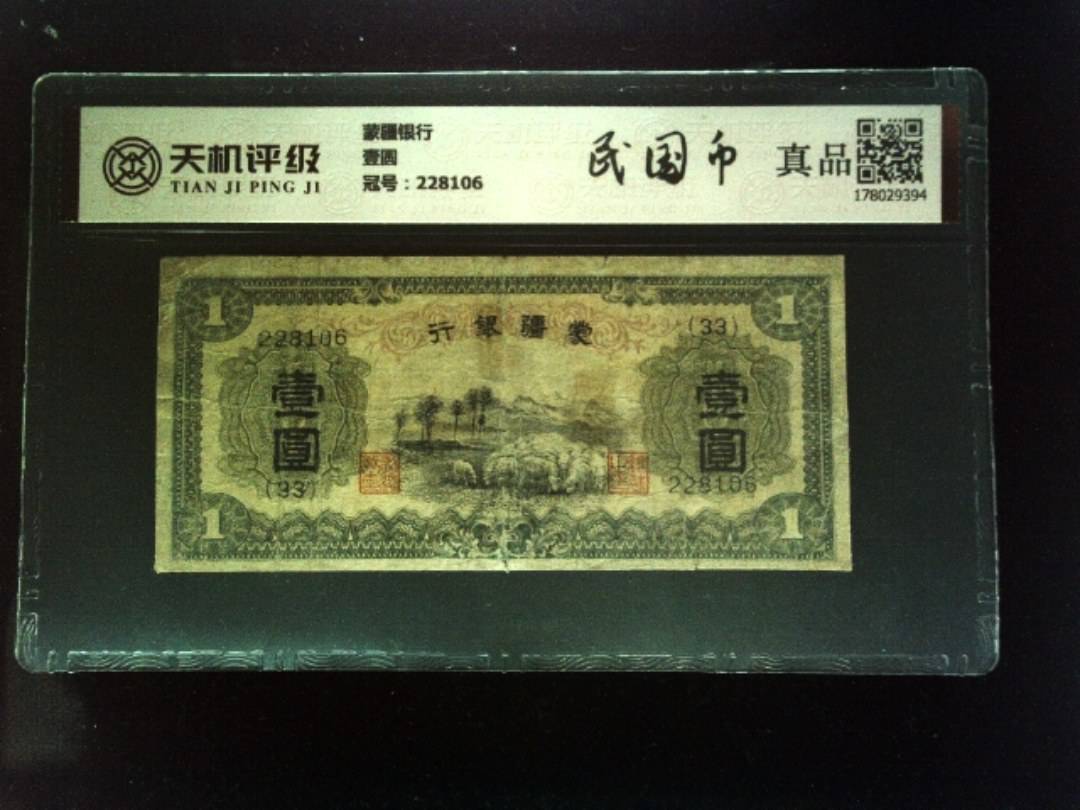 天机评级
TIAN JI PING JI
蒙疆银行
壹圆
冠号：228106
民国币
真品
178029394
1
1
228106
行銀疆蒙
(33)
壹圓
壹圓
(33)
228106
1
1